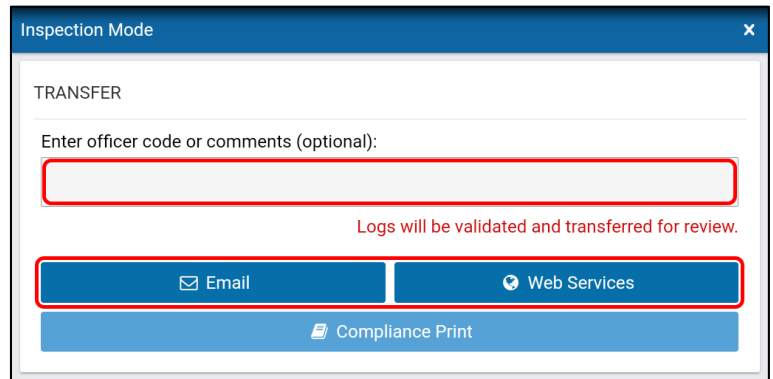 Inspection Mode
TRANSFER
Enter officer code or comments (optional):
Logs will be validated and transferred for review.
Email
Web Services
Compliance Print